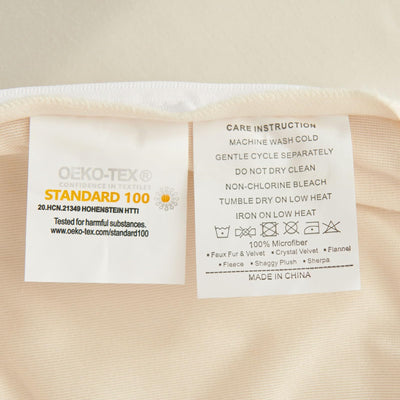 OEKO-TEX®
CONFIDENCE IN TEXTILES
STANDARD 100
20.HCN.21349 HOHENSTEIN HTTI
Tested for harmful substances.
www.oeko-tex.com/standard100
CARE INSTRUCTION
MACHINE WASH COLD
GENTLE CYCLE SEPARATELY
DO NOT DRY CLEAN
NON-CHLORINE BLEACH
TUMBLE DRY ON LOW HEAT
IRON ON LOW HEAT
100% Microfiber
• Faux Fur & Velvet • Crystal Velvet • Flannel
• Fleece • Shaggy Plush • Sherpa
MADE IN CHINA